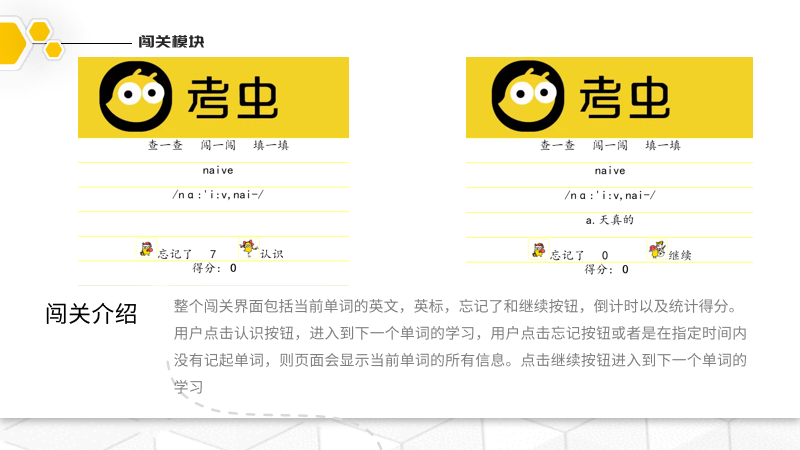 闯关模块
考虫
查一查 闯一闯 填一填
naive
/nɑ:'i:v,nai-/
忘记了 7 认识
得分: 0
考虫
查一查 闯一闯 填一填
naive
/nɑ:'i:v,nai-/
a.天真的
忘记了 0 继续
得分: 0
闯关介绍
整个闯关界面包括当前单词的英文，英标，忘记了和继续按钮，倒计时以及统计得分。
用户点击认识按钮，进入到下一个单词的学习，用户点击忘记按钮或者是在指定时间内
没有记起单词，则页面会显示当前单词的所有信息。点击继续按钮进入到下一个单词的
学习